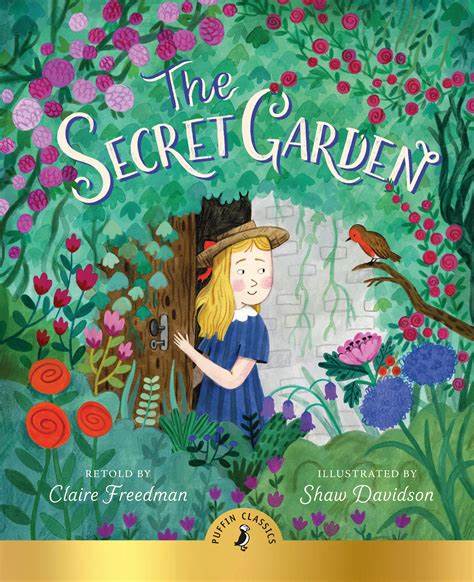 The
SECRET GARDEN
RETOLD BY
Claire Freedman
ILLUSTRATED BY
Shaw Davidson
PUFFIN CLASSICS